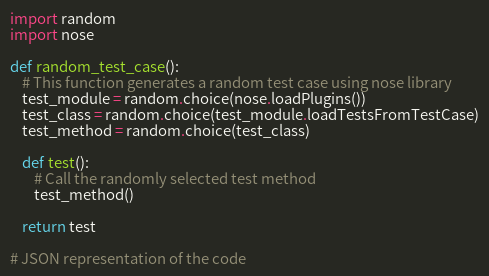 import random
import nose
def random_test_case():
# This function generates a random test case using nose library
test_module = random.choice(nose.loadPlugins())
test_class = random.choice(test_module.loadTestsFromTestCase)
test_method = random.choice(test_class)
def test():
# Call the randomly selected test method
test_method()
return test
# JSON representation of the code